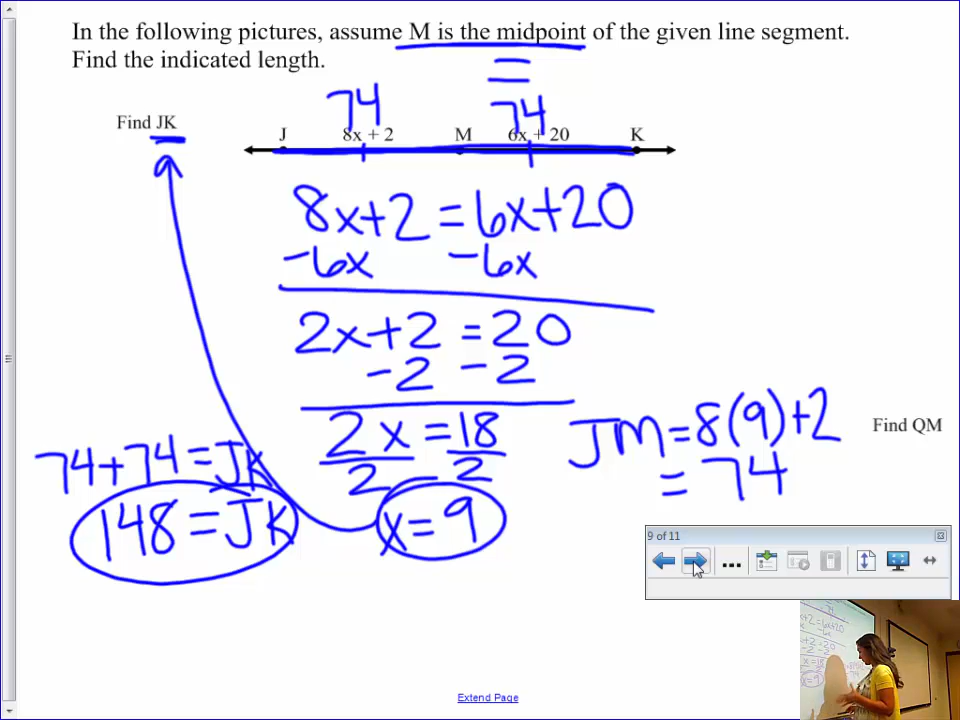 In the following pictures, assume M is the midpoint of the given line segment.
Find the indicated length.
=
74 74
Find JK
J 8x + 2 M 6x + 20 K
8x+2 = 6x+20
-6x -6x
2x+2 = 20
-2 -2
2x = 18
2 2
x = 9
JM = 8(9)+2
= 74
Find QM
74+74 = JK
148 = JK
9 of 11
...
Extend Page